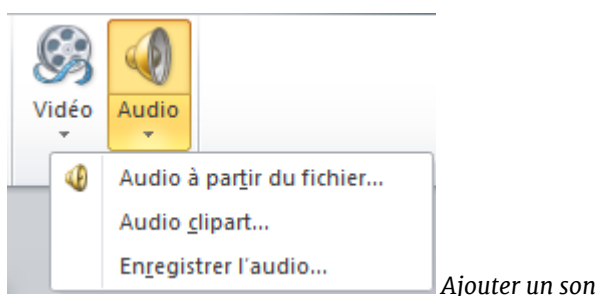 Vidéo Audio
Audio à partir du fichier...
Audio clipart...
Enregistrer l'audio...
Ajouter un son